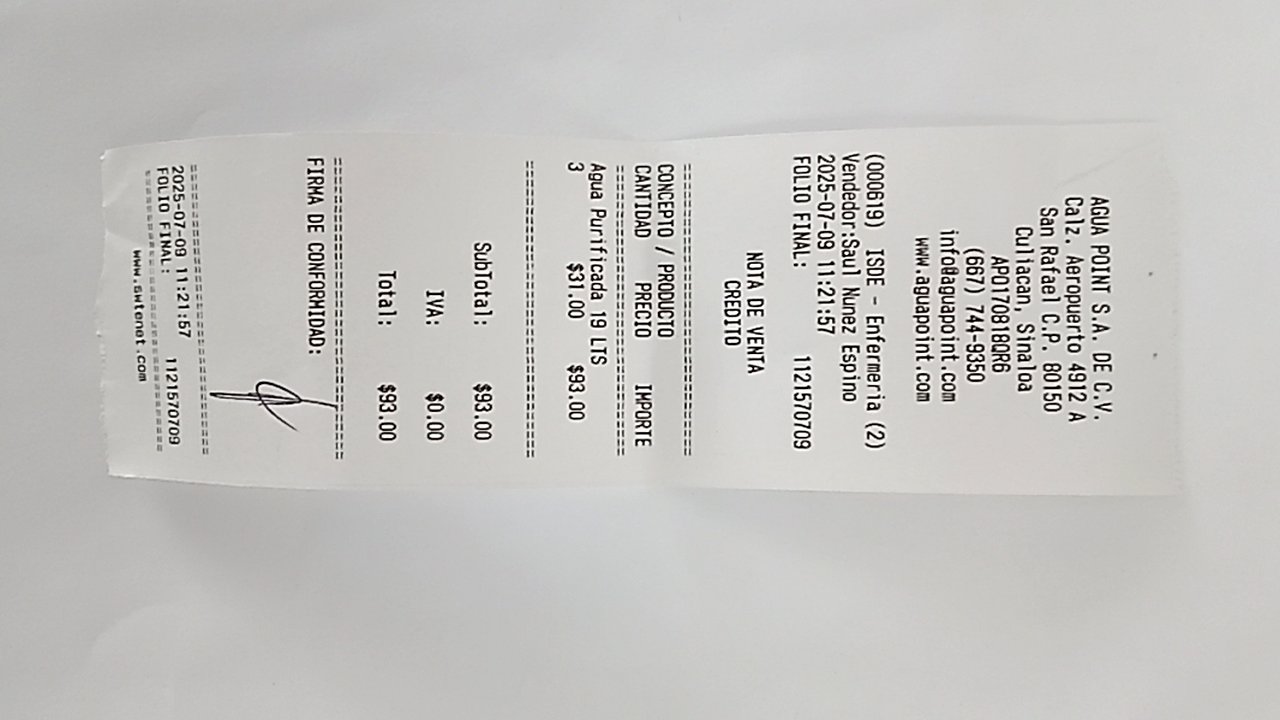 AGUA POINT S.A. DE C.V.
Calz. Aeropuerto 4912 A
San Rafael C.P. 80150
Culiacan, Sinaloa
APO170818QR6
(667) 744-9350
info@aguapoint.com
www.aguapoint.com
(000619) ISDE - Enfermeria (2)
Vendedor:Saul Nunez Espino
2025-07-09 11:21:57
FOLIO FINAL: 1121570709
NOTA DE VENTA
CREDITO
CONCEPTO / PRODUCTO
CANTIDAD PRECIO IMPORTE
Agua Purificada 19 LTS
3 $31.00 $93.00
SubTotal: $93.00
IVA: $0.00
Total: $93.00
FIRMA DE CONFORMIDAD:
2025-07-09 11:21:57
FOLIO FINAL: 1121570709
www.awtonet.com